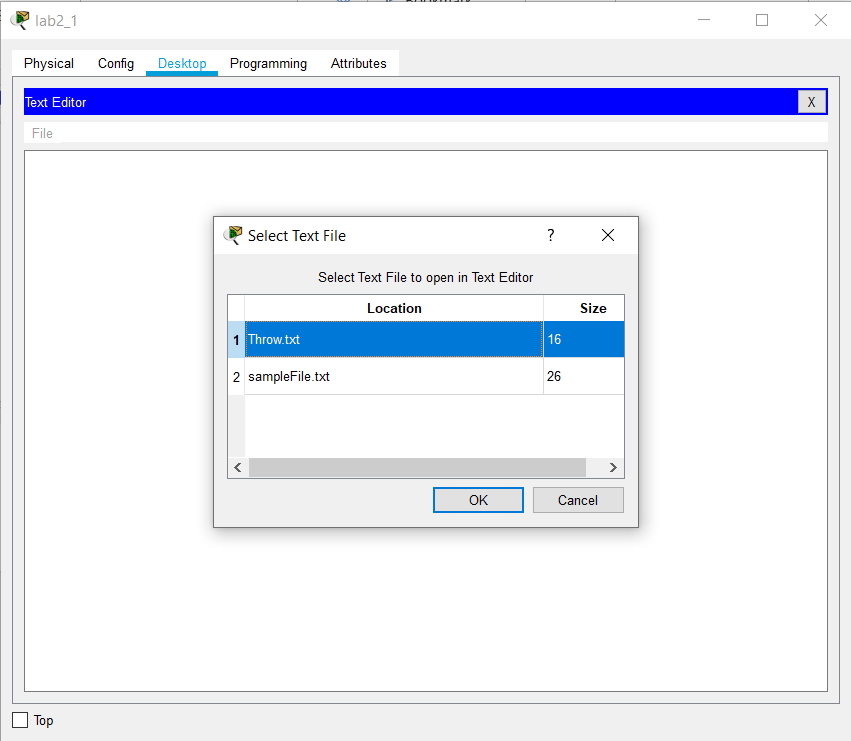 lab2_1
Physical Config Desktop Programming Attributes
Text Editor X
File
Select Text File ?
Select Text File to open in Text Editor
Location Size
1 Throw.txt 16
2 sampleFile.txt 26
OK Cancel
Top